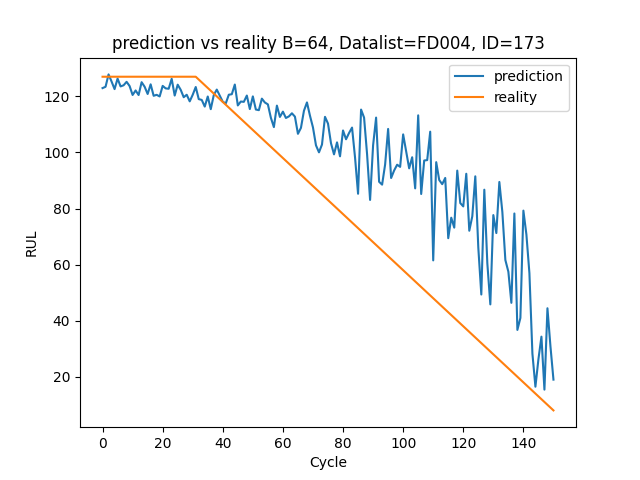 prediction vs reality B=64, Datalist=FD004, ID=173
prediction
reality
120
100
80
60
40
20
RUL
0 20 40 60 80 100 120 140
Cycle